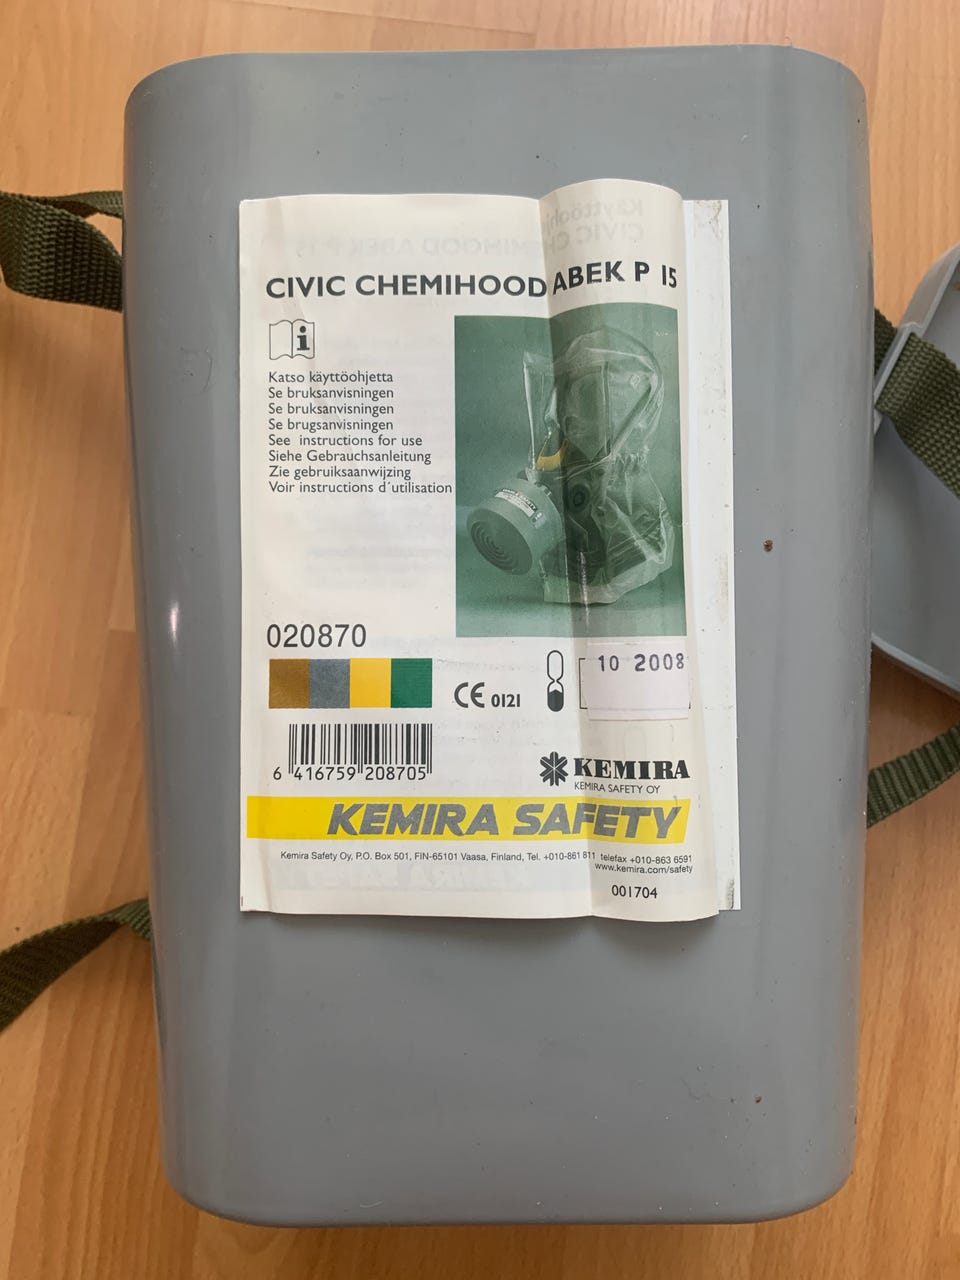 CIVIC CHEMIHOOD ABEK P 15
Katso käyttöohjetta
Se bruksanvisningen
Se bruksanvisningen
Se brugsanvisningen
See instructions for use
Siehe Gebrauchsanleitung
Zie gebruiksaanwijzing
Voir instructions d´utilisation
020870
CE 0121
10 2008
6 416759 208705
KEMIRA
KEMIRA SAFETY OY
KEMIRA SAFETY
Kemira Safety Oy, P.O. Box 501, FIN-65101 Vaasa, Finland, Tel. +010-861 811 telefax +010-863 6591
www.kemira.com/safety
001704